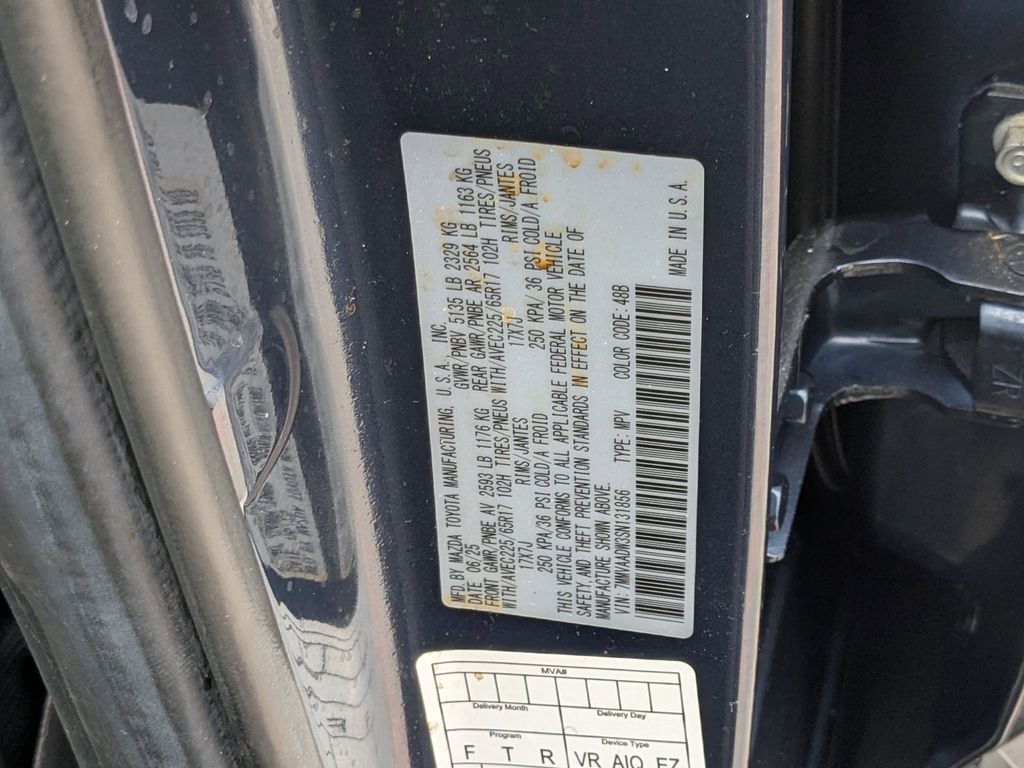 MFD.BY MAZDA TOYOTA MANUFACTURING, U.S.A. INC.
DATE 06/25 GVWR/PNBV 5135 LB 2329 KG
FRONT GAWR/PNBE AV 2593 LB 1176 KG REAR GAWR/PNBE AR 2564 LB 1163 KG
WITH/AVEC225/65R17 102H TIRES/PNEUS WITH/AVEC225/65R17 102H TIRES/PNEUS
17X7J RIMS/JANTES 17X7J RIMS/JANTES
250 KPA/36 PSI COLD/A FROID 250 KPA/ 36 PSI COLD/A FROID
THIS VEHICLE CONFORMS TO ALL APPLICABLE FEDERAL MOTOR VEHICLE
SAFETY, AND THEFT PREVENTION STANDARDS IN EFFECT ON THE DATE OF
MANUFACTURE SHOWN ABOVE.
VIN: 7MMVAADW3SN131856 TYPE: MPV COLOR CODE: 48B
MADE IN U.S.A.
MVA#
Delivery Month Delivery Day
Program Device Type
F T R VR AIO EZ